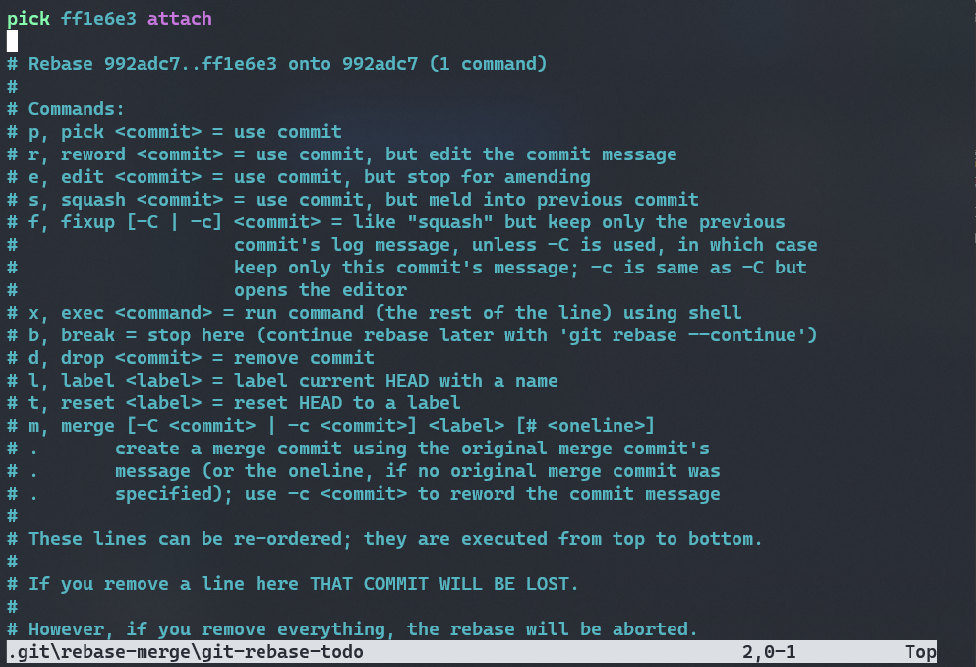 pick ff1e6e3 attach
# Rebase 992adc7..ff1e6e3 onto 992adc7 (1 command)
#
# Commands:
# p, pick <commit> = use commit
# r, reword <commit> = use commit, but edit the commit message
# e, edit <commit> = use commit, but stop for amending
# s, squash <commit> = use commit, but meld into previous commit
# f, fixup [-C | -c] <commit> = like "squash" but keep only the previous
#                    commit's log message, unless -C is used, in which case
#                    keep only this commit's message; -c is same as -C but
#                    opens the editor
# x, exec <command> = run command (the rest of the line) using shell
# b, break = stop here (continue rebase later with 'git rebase --continue')
# d, drop <commit> = remove commit
# l, label <label> = label current HEAD with a name
# t, reset <label> = reset HEAD to a label
# m, merge [-C <commit> | -c <commit>] <label> [# <oneline>]
# .       create a merge commit using the original merge commit's
# .       message (or the oneline, if no original merge commit was
# .       specified); use -c <commit> to reword the commit message
#
# These lines can be re-ordered; they are executed from top to bottom.
#
# If you remove a line here THAT COMMIT WILL BE LOST.
#
# However, if you remove everything, the rebase will be aborted.
.git\rebase-merge\git-rebase-todo 2,0-1 Top